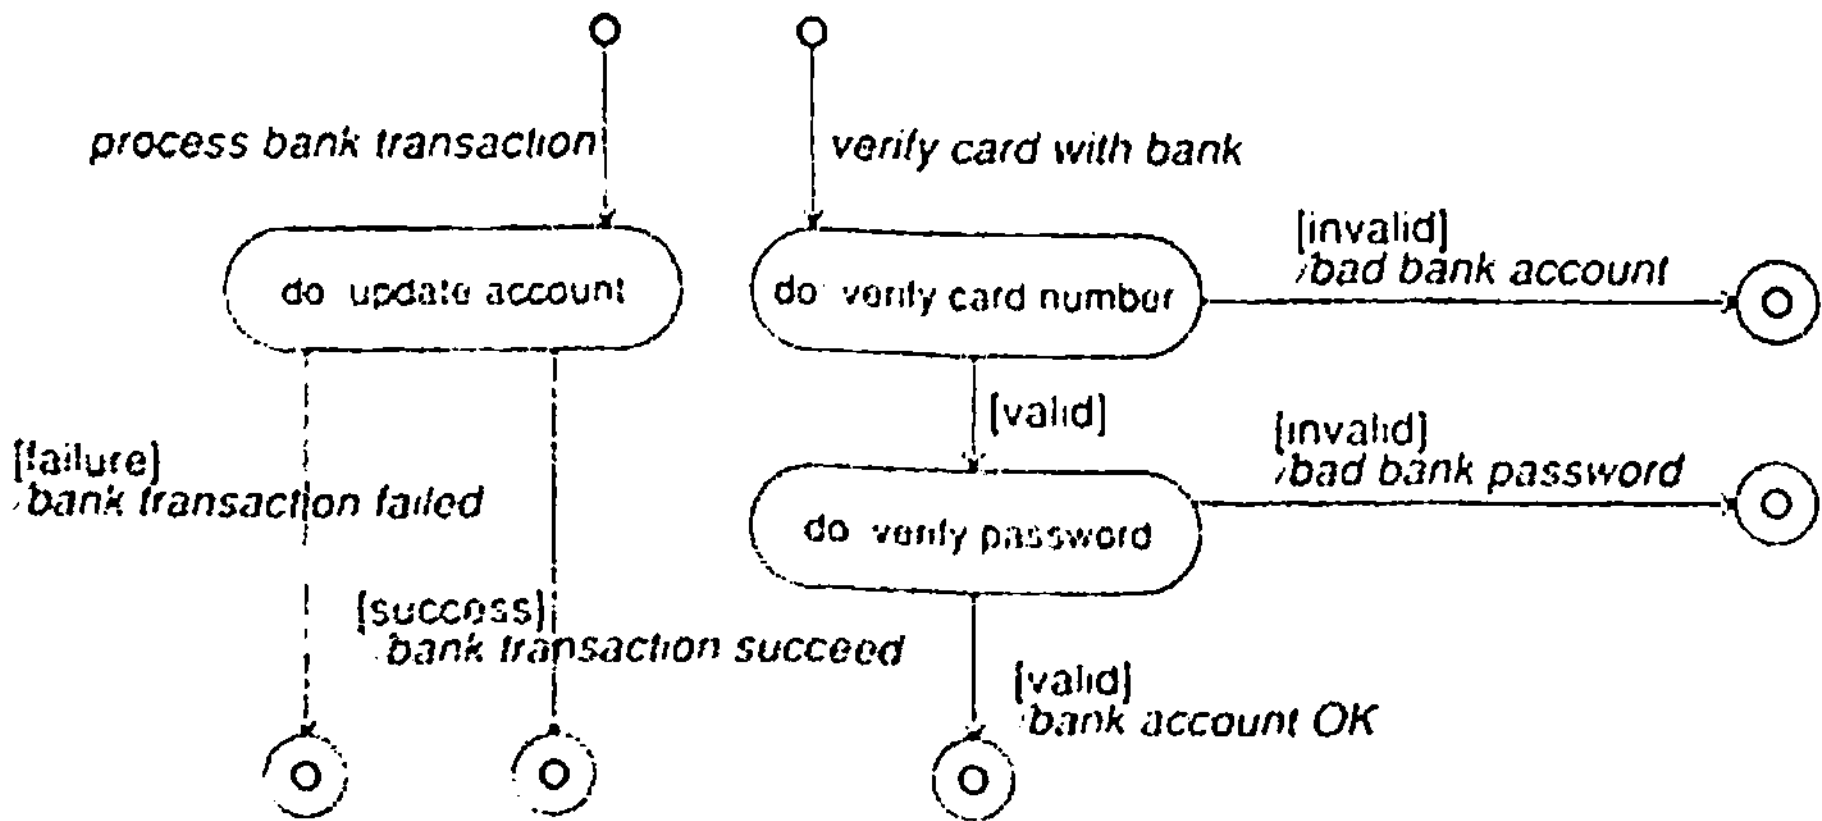 process bank transaction
verify card with bank
do update account
do verify card number
[invalid]
/bad bank account
[valid]
[failure]
/bank transaction failed
[invalid]
/bad bank password
do verify password
[success]
bank transaction succeed
[valid]
/bank account OK